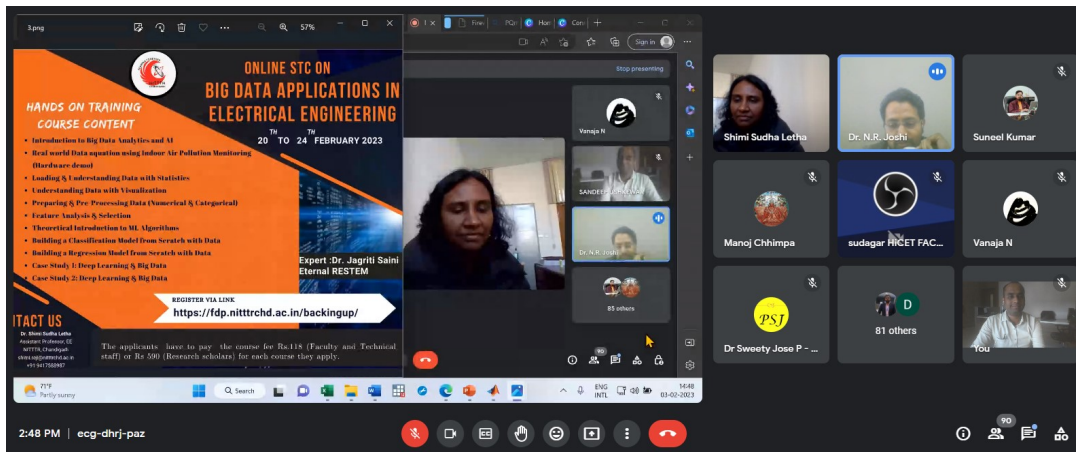 3.png
57%
ONLINE STC ON
BIG DATA APPLICATIONS IN
ELECTRICAL ENGINEERING
20TH TO 24TH FEBRUARY 2023
HANDS ON TRAINING
COURSE CONTENT
• Introduction to Big Data Analytics and AI
• Real world Data equation using Indoor Air Pollution Monitoring
(Hardware demo)
• Loading & Understanding Data with Statistics
• Understanding Data with Visualization
• Preparing & Pre-Processing Data (Numerical & Categorical)
• Feature Analysis & Selection
• Theoretical Introduction to ML Algorithms
• Building a Classification Model from Scratch with Data
• Building a Regression Model from Scratch with Data
• Case Study 1: Deep Learning & Big Data
• Case Study 2: Deep Learning & Big Data
Expert :Dr. Jagriti Saini
Eternal RESTEM
REGISTER VIA LINK
https://fdp.nitttrchd.ac.in/backingup/
TACT US
Dr. Shimi Sudha Letha
Assistant Professor, EE
NITTTR, Chandigarh
+91 9417588987
The applicants have to pay the course fee Rs.118 (Faculty and Technical
staff) or Rs 590 (Research scholars) for each course they apply.
Sign in
Stop presenting
Vanaja N
Dr. N.R. Joshi
85 others
90
71°F
Partly sunny
Search
ENG
INTL
14:48
03-02-2023
Shimi Sudha Letha
Dr. N.R. Joshi
Suneel Kumar
Manoj Chhimpa
sudagar HiCET FAC...
Vanaja N
PSJ
Dr Sweety Jose P - ...
D
81 others
You
2:48 PM | ecg-dhrj-paz
90